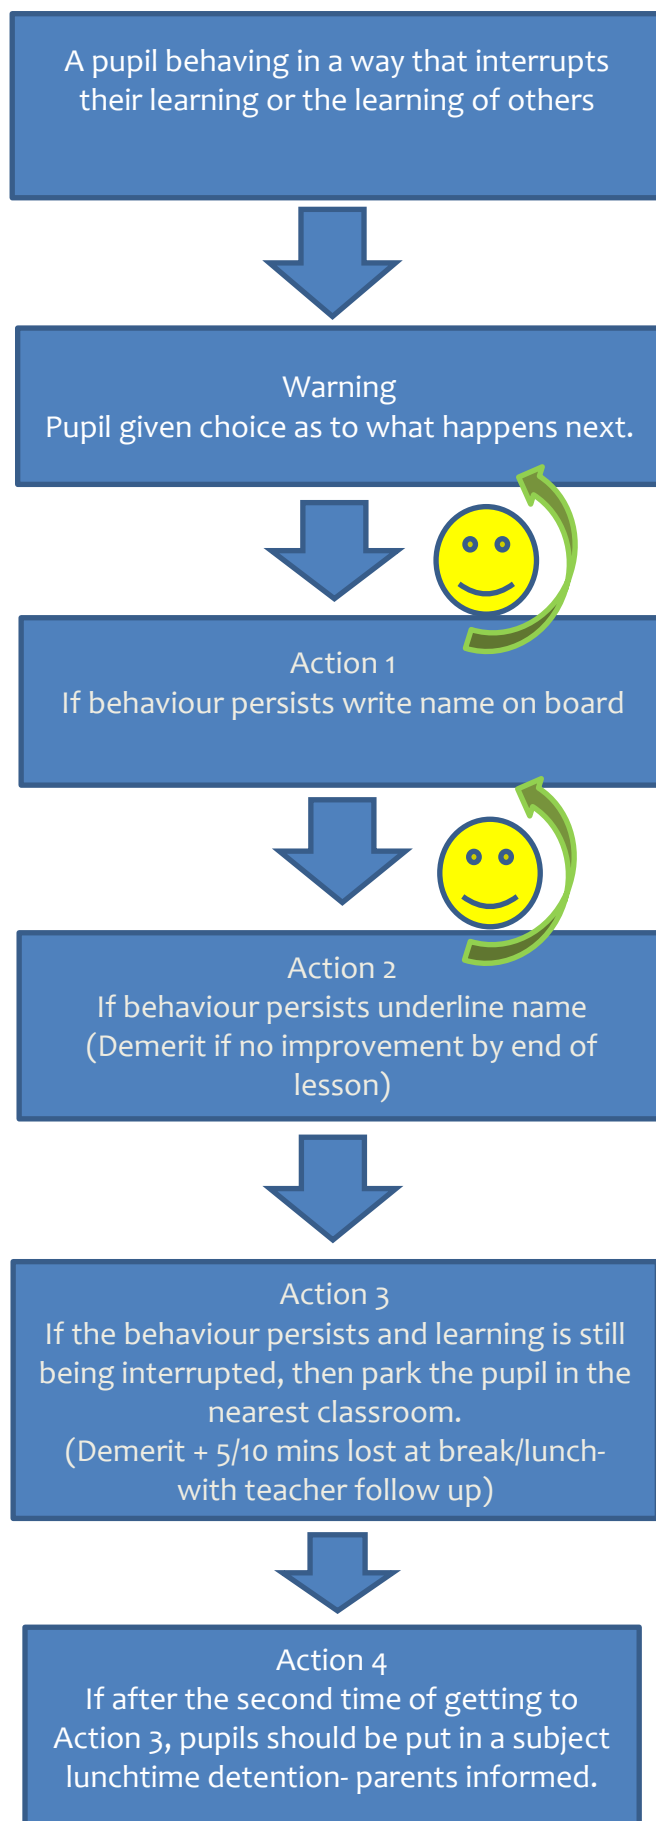 A pupil behaving in a way that interrupts
their learning or the learning of others
Warning
Pupil given choice as to what happens next.
Action 1
If behaviour persists write name on board
Action 2
If behaviour persists underline name
(Demerit if no improvement by end of
lesson)
Action 3
If the behaviour persists and learning is still
being interrupted, then park the pupil in the
nearest classroom.
(Demerit + 5/10 mins lost at break/lunch-
with teacher follow up)
Action 4
If after the second time of getting to
Action 3, pupils should be put in a subject
lunchtime detention- parents informed.